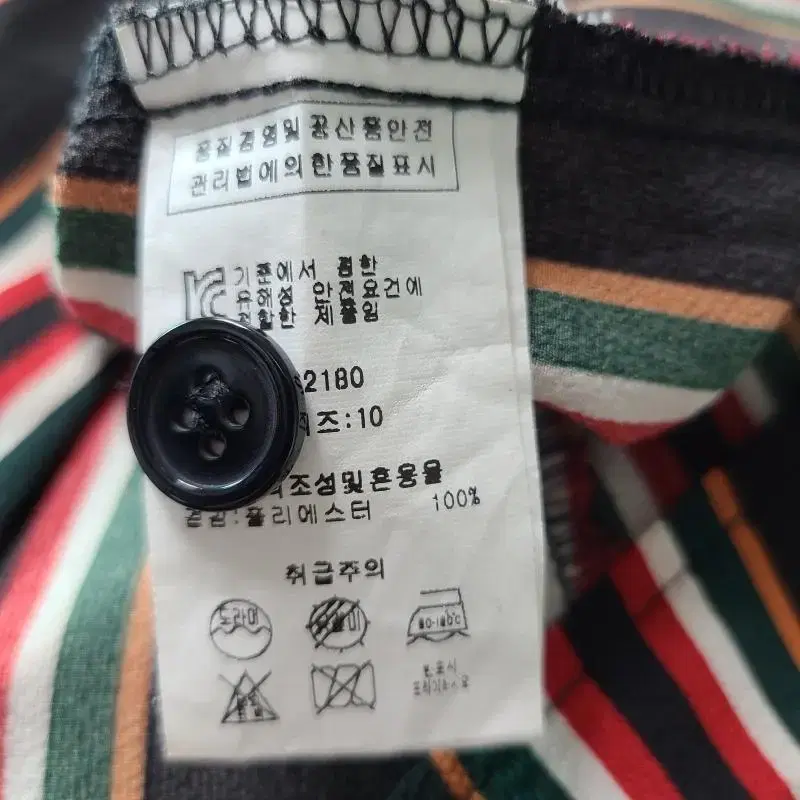 품질경영및 공산품안전
관리법에의한품질표시
기준에서 정한
유해성 안전요건에
적합한 제품임
2180
즈:10
조성및혼용율
겉감:폴리에스터 100%
취급주의